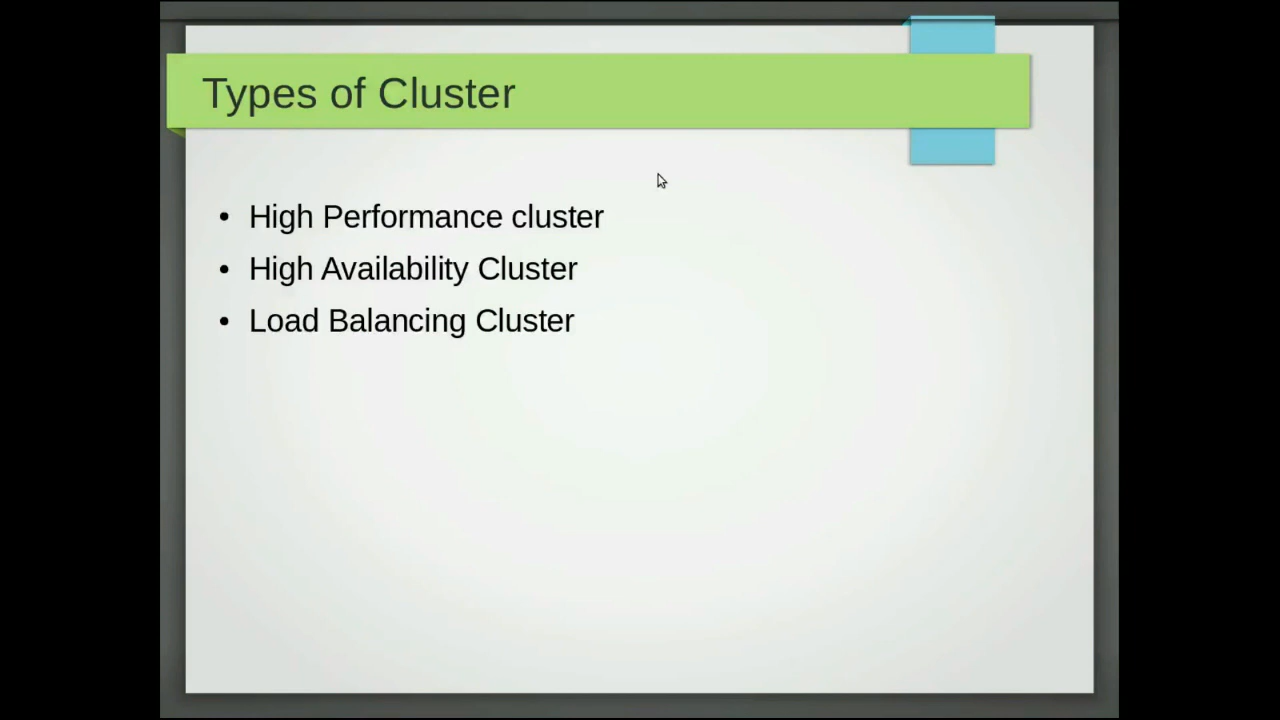 Types of Cluster
• High Performance cluster
• High Availability Cluster
• Load Balancing Cluster